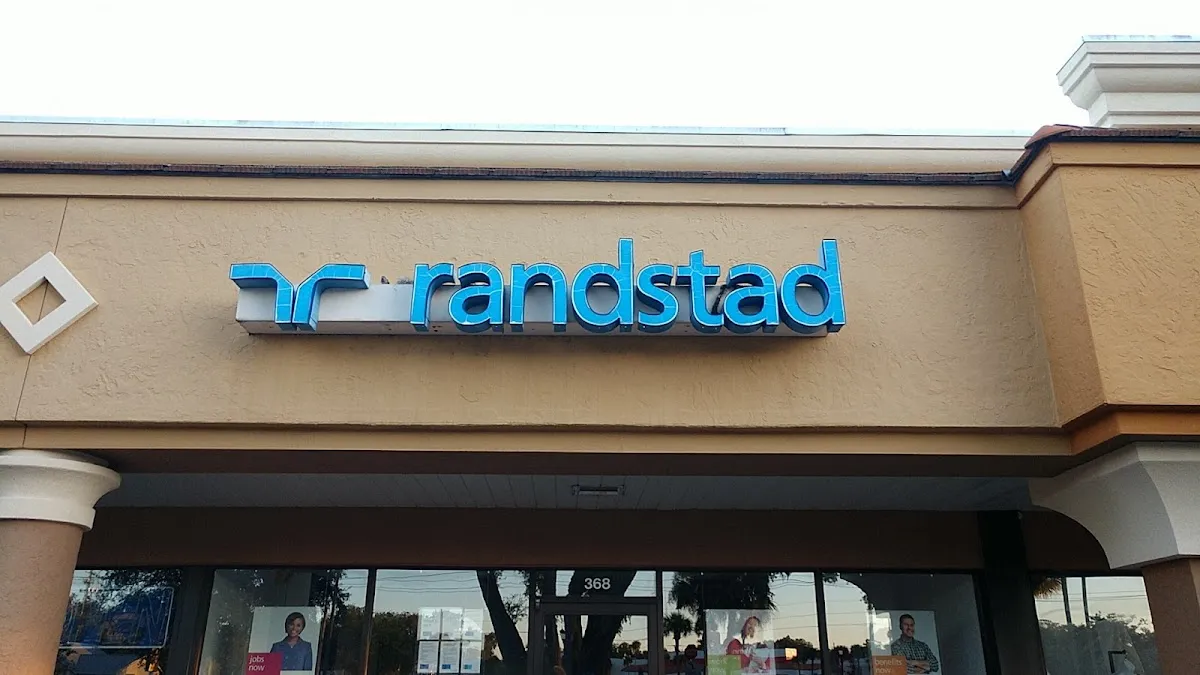 randstad
368
jobs
now
benefits
now